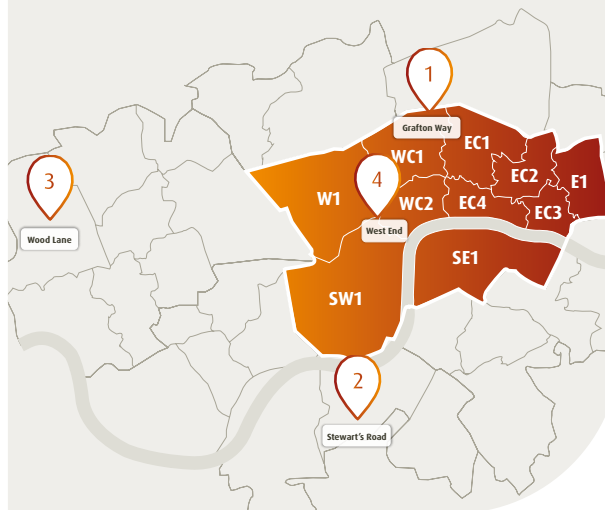 1
Grafton Way
EC1
WC1
EC2
3
4
E1
W1
WC2
EC4
EC3
West End
Wood Lane
SE1
SW1
2
Stewart's Road